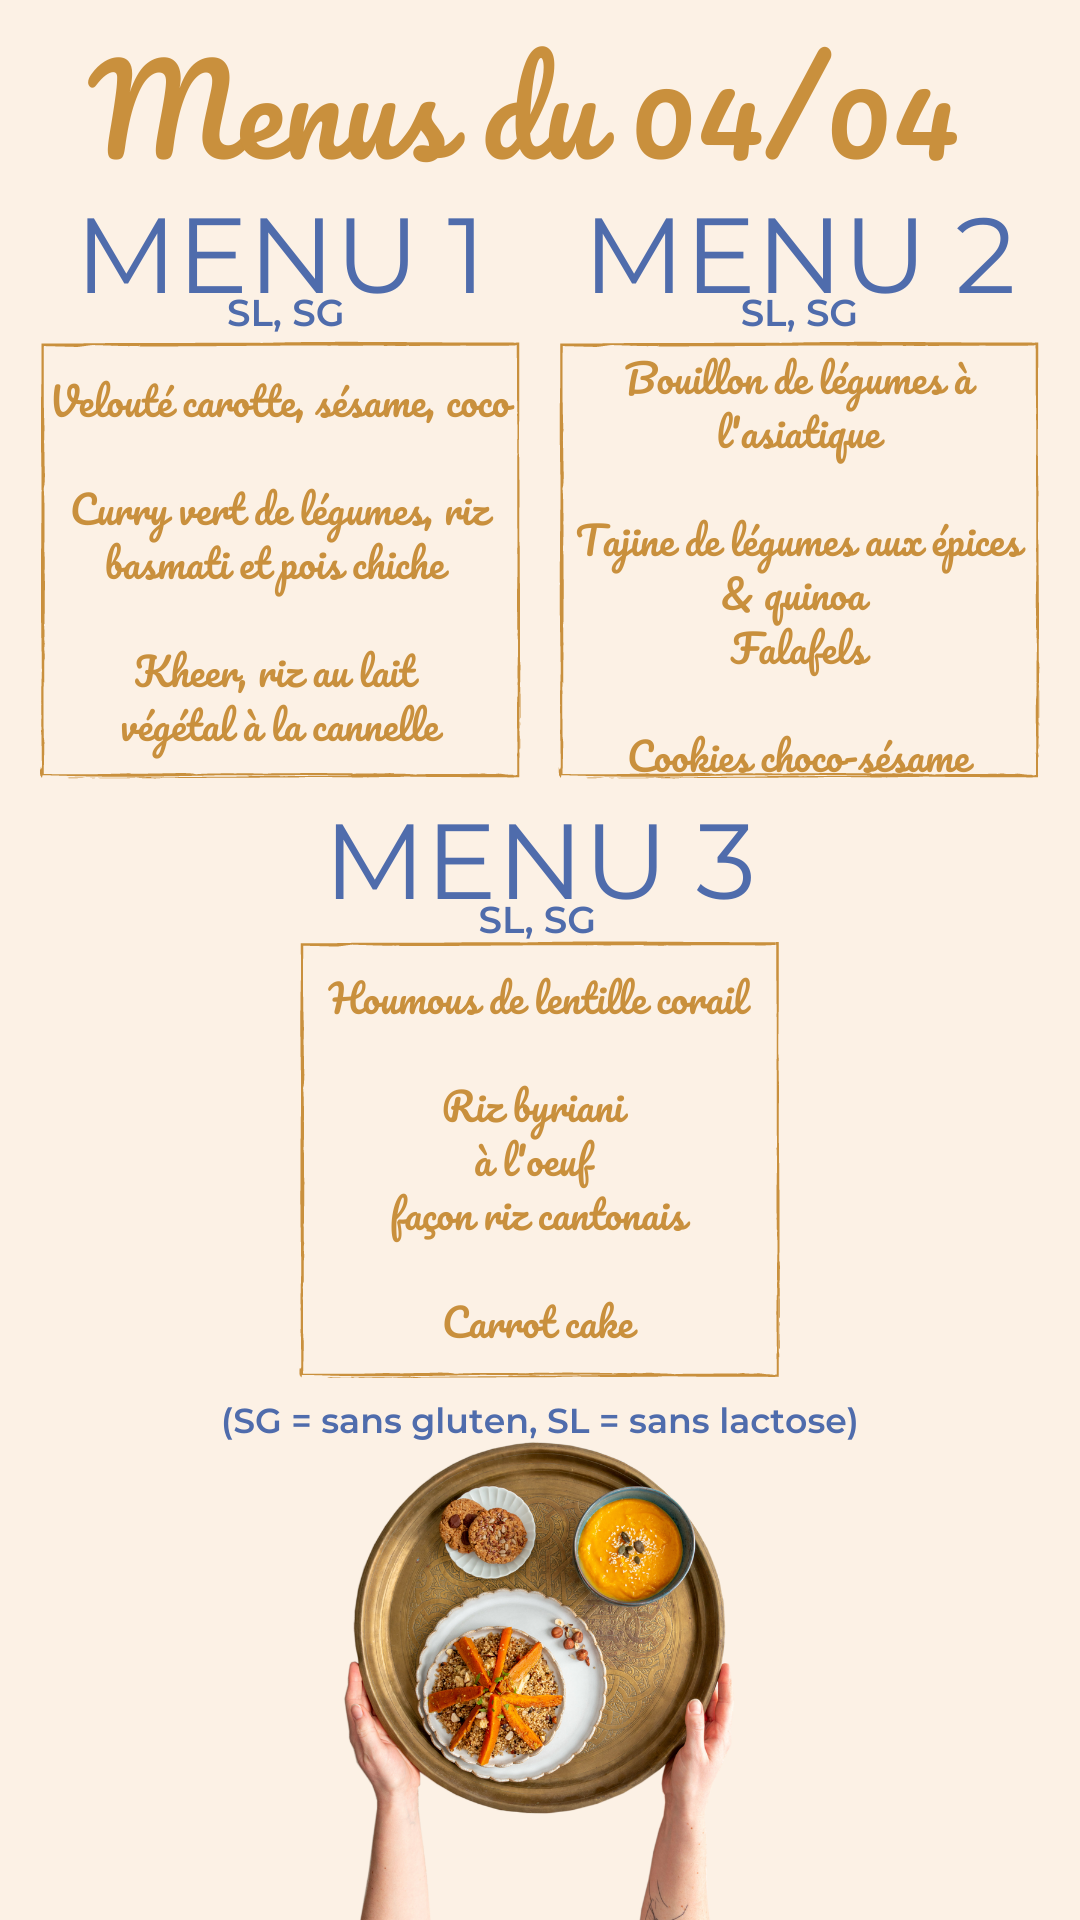 Menus du 04/04
MENU 1
SL, SG
Velouté carotte, sésame, coco
Curry vert de légumes, riz
basmati et pois chiche
Kheer, riz au lait
végétal à la cannelle
MENU 2
SL, SG
Bouillon de légumes à
l'asiatique
Tajine de légumes aux épices
& quinoa
Falafels
Cookies choco-sésame
MENU 3
SL, SG
Houmous de lentille corail
Riz byriani
à l'oeuf
façon riz cantonais
Carrot cake
(SG = sans gluten, SL = sans lactose)